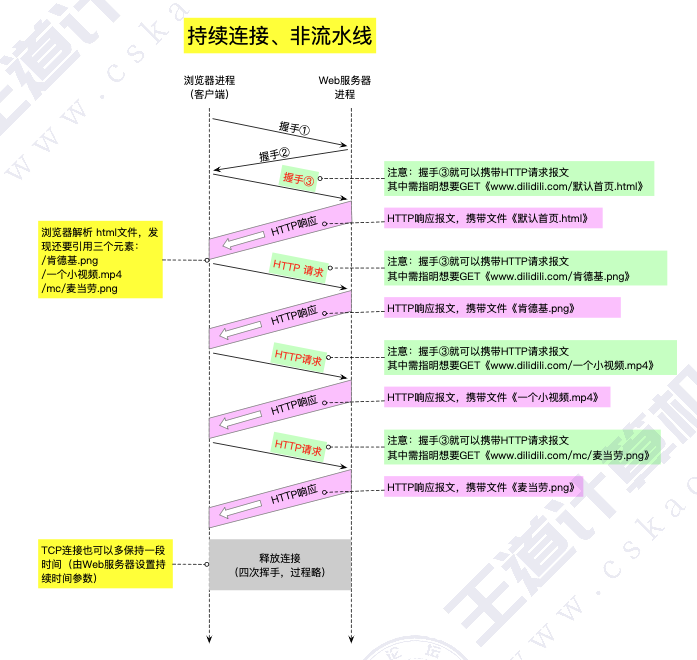 持续连接、非流水线
浏览器进程
（客户端）
Web服务器
进程
握手①
握手②
握手③
注意：握手③就可以携带HTTP请求报文
其中需指明想要GET《www.dilidili.com/默认首页.html》
HTTP响应
HTTP响应报文，携带文件《默认首页.html》
浏览器解析 html文件，发
现还要引用三个元素：
/肯德基.png
/一个小视频.mp4
/mc/麦当劳.png
HTTP 请求
注意：握手③就可以携带HTTP请求报文
其中需指明想要GET《www.dilidili.com/肯德基.png》
HTTP响应
HTTP响应报文，携带文件《肯德基.png》
HTTP请求
注意：握手③就可以携带HTTP请求报文
其中需指明想要GET《www.dilidili.com/一个小视频.mp4》
HTTP响应
HTTP响应报文，携带文件《一个小视频.mp4》
HTTP请求
注意：握手③就可以携带HTTP请求报文
其中需指明想要GET《www.dilidili.com/mc/麦当劳.png》
HTTP响应
HTTP响应报文，携带文件《麦当劳.png》
TCP连接也可以多保持一段
时间（由Web服务器设置持
续时间参数）
释放连接
（四次挥手，过程略）
王道计
www.cska
王道计算机
www.cskao